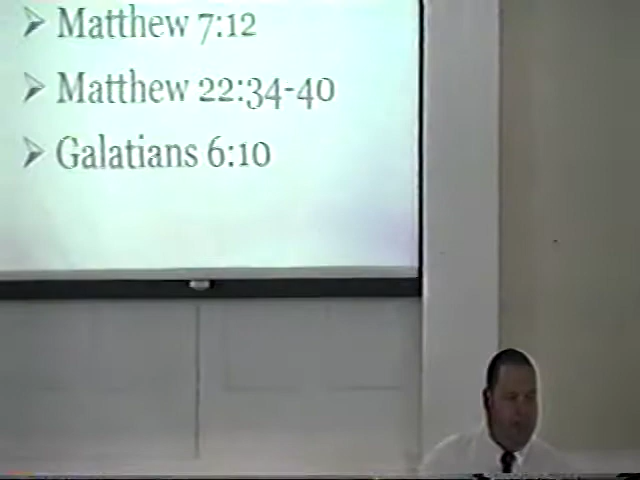 ➢ Matthew 7:12
➢ Matthew 22:34-40
➢ Galatians 6:10